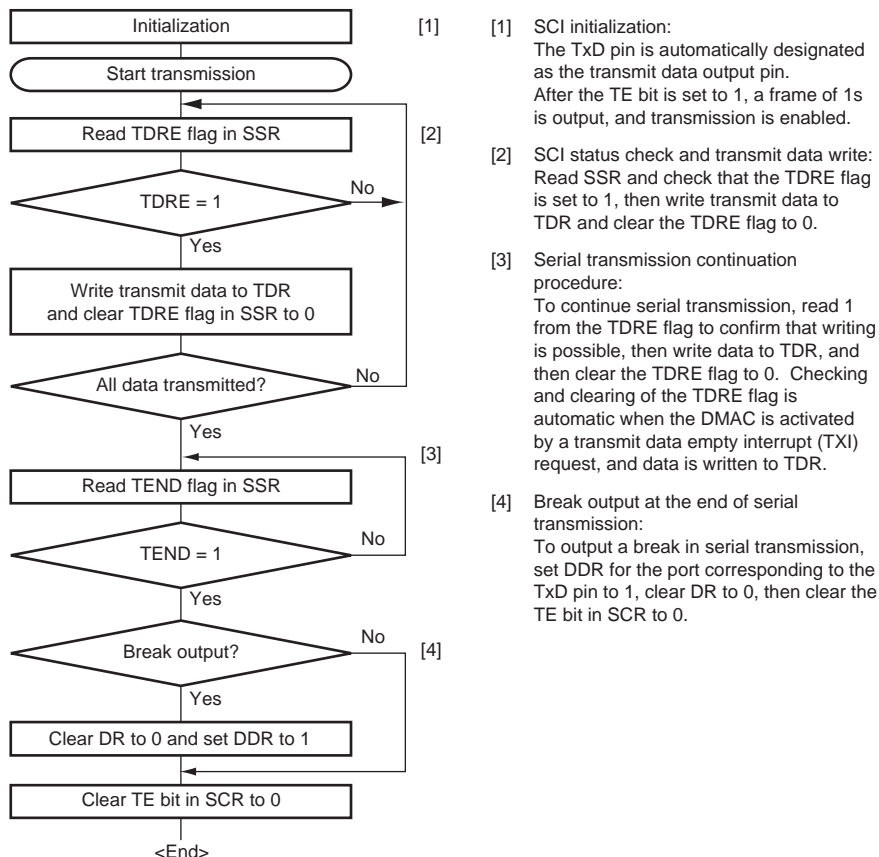 Initialization
[1]
Start transmission
Read TDRE flag in SSR
[2]
TDRE = 1
No
Yes
Write transmit data to TDR
and clear TDRE flag in SSR to 0
All data transmitted?
No
Yes
[3]
Read TEND flag in SSR
TEND = 1
No
Yes
Break output?
No
[4]
Yes
Clear DR to 0 and set DDR to 1
Clear TE bit in SCR to 0
<End>
[1] SCI initialization:
The TxD pin is automatically designated
as the transmit data output pin.
After the TE bit is set to 1, a frame of 1s
is output, and transmission is enabled.
[2] SCI status check and transmit data write:
Read SSR and check that the TDRE flag
is set to 1, then write transmit data to
TDR and clear the TDRE flag to 0.
[3] Serial transmission continuation
procedure:
To continue serial transmission, read 1
from the TDRE flag to confirm that writing
is possible, then write data to TDR, and
then clear the TDRE flag to 0. Checking
and clearing of the TDRE flag is
automatic when the DMAC is activated
by a transmit data empty interrupt (TXI)
request, and data is written to TDR.
[4] Break output at the end of serial
transmission:
To output a break in serial transmission,
set DDR for the port corresponding to the
TxD pin to 1, clear DR to 0, then clear the
TE bit in SCR to 0.